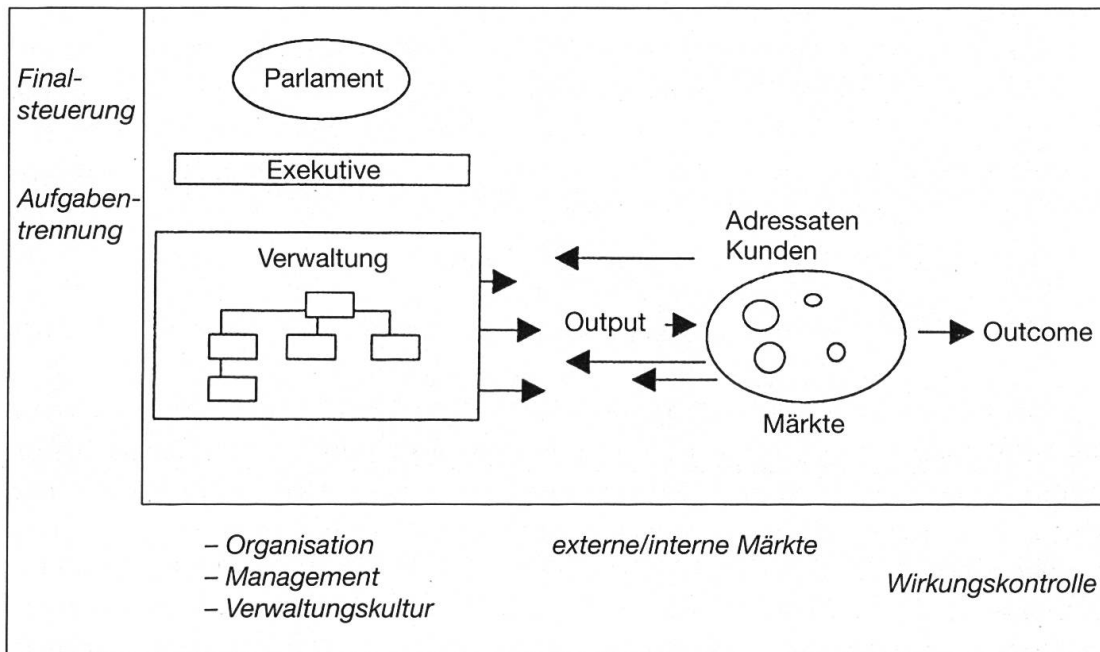 Parlament
Final-
steuerung
Exekutive
Aufgaben-
trennung
Adressaten
Kunden
Verwaltung
Output
Outcome
Märkte
– Organisation
– Management
– Verwaltungskultur
externe/interne Märkte
Wirkungskontrolle